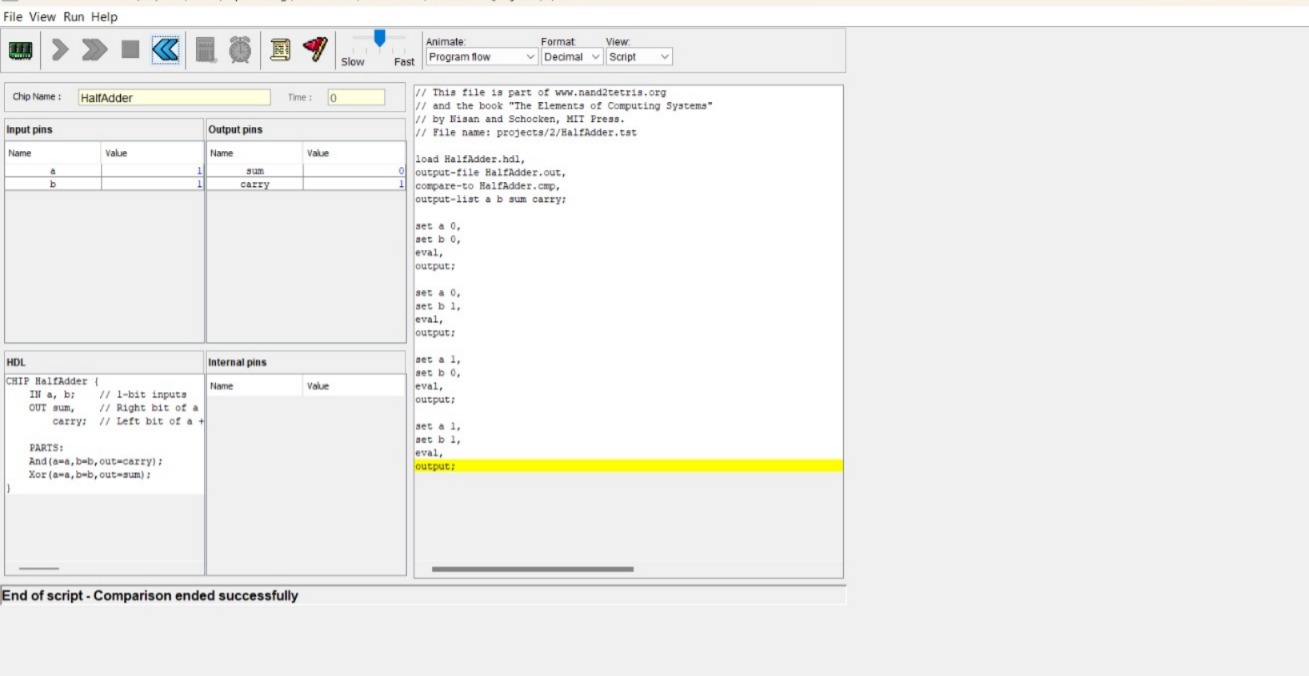 File View Run Help
Animate: Format: View:
Slow Fast Program flow Decimal Script
Chip Name : HalfAdder Time : 0
Input pins Output pins
Name Value Name Value
a 1 sum 0
b 1 carry 1
HDL Internal pins
CHIP HalfAdder { Name Value
IN a, b; // 1-bit inputs
OUT sum, // Right bit of a
carry; // Left bit of a +
PARTS:
And(a=a,b=b,out=carry);
Xor(a=a,b=b,out=sum);
}
// This file is part of www.nand2tetris.org
// and the book "The Elements of Computing Systems"
// by Nisan and Schocken, MIT Press.
// File name: projects/2/HalfAdder.tst
load HalfAdder.hdl,
output-file HalfAdder.out,
compare-to HalfAdder.cmp,
output-list a b sum carry;
set a 0,
set b 0,
eval,
output;
set a 0,
set b 1,
eval,
output;
set a 1,
set b 0,
eval,
output;
set a 1,
set b 1,
eval,
output;
End of script - Comparison ended successfully